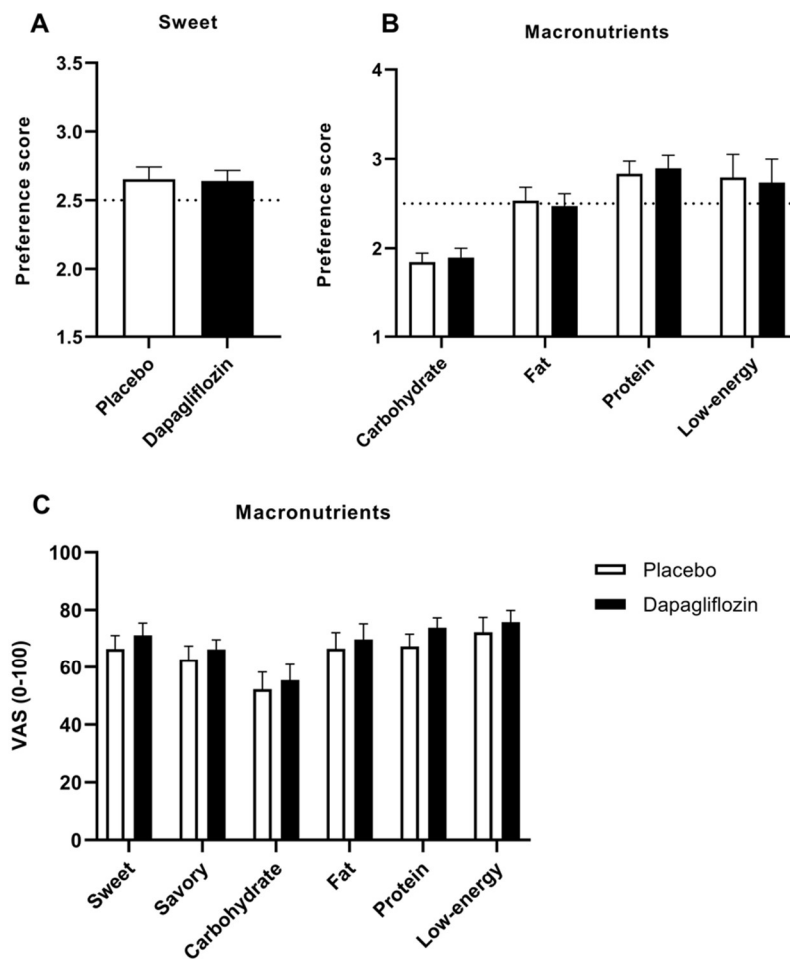 A
Sweet
Preference score
3.5
3.0
2.5
2.0
1.5
Placebo
Dapagliflozin
B
Macronutrients
Preference score
4
3
2
1
Carbohydrate
Fat
Protein
Low-energy
C
Macronutrients
VAS (0-100)
100
80
60
40
20
0
Sweet
Savory
Carbohydrate
Fat
Protein
Low-energy
Placebo
Dapagliflozin